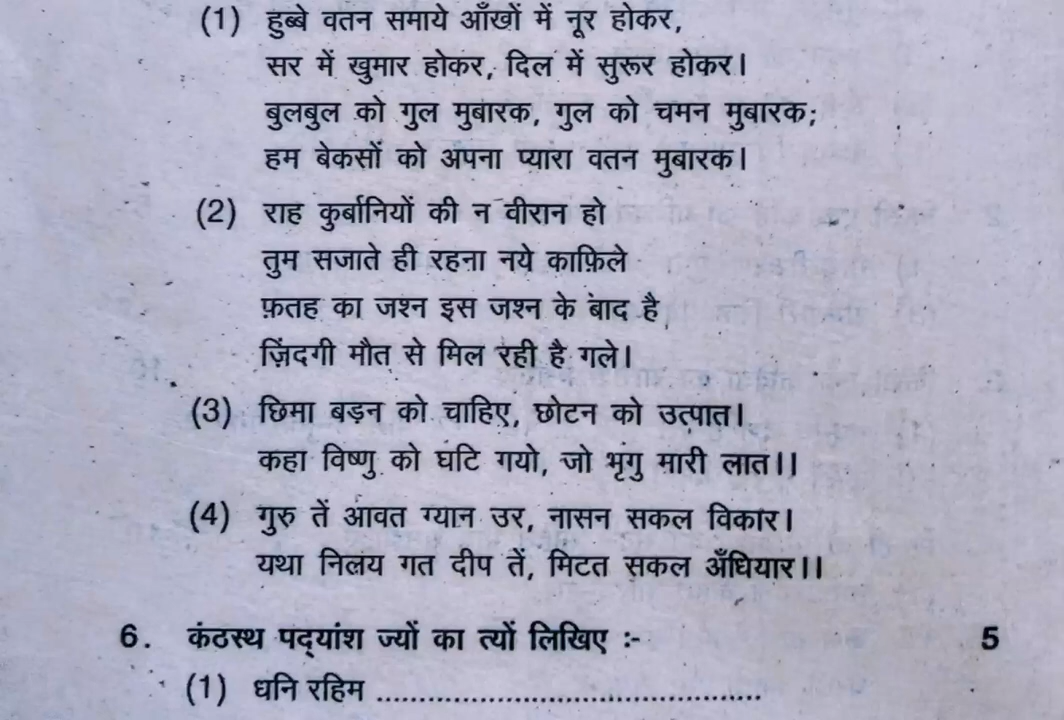 (1) हुब्बे वतन समाये आँखों में नूर होकर,
सर में खुमार होकर, दिल में सुरूर होकर।
बुलबुल को गुल मुबारक, गुल को चमन मुबारक;
हम बेकसों को अपना प्यारा वतन मुबारक।
(2) राह कुर्बानियों की न वीरान हो
तुम सजाते ही रहना नये काफ़िले
फ़तह का जश्न इस जश्न के बाद है
ज़िंदगी मौत से मिल रही है गले।
(3) छिमा बड़न को चाहिए, छोटन को उत्पात।
कहा विष्णु को घटि गयो, जो भृगु मारी लात।।
(4) गुरु तें आवत ग्यान उर, नासन सकल विकार।
यथा निलय गत दीप तें, मिटत सकल अँधियार।।
6. कंठस्थ पद्यांश ज्यों का त्यों लिखिए :- 5
(1) धनि रहिम ..........................................